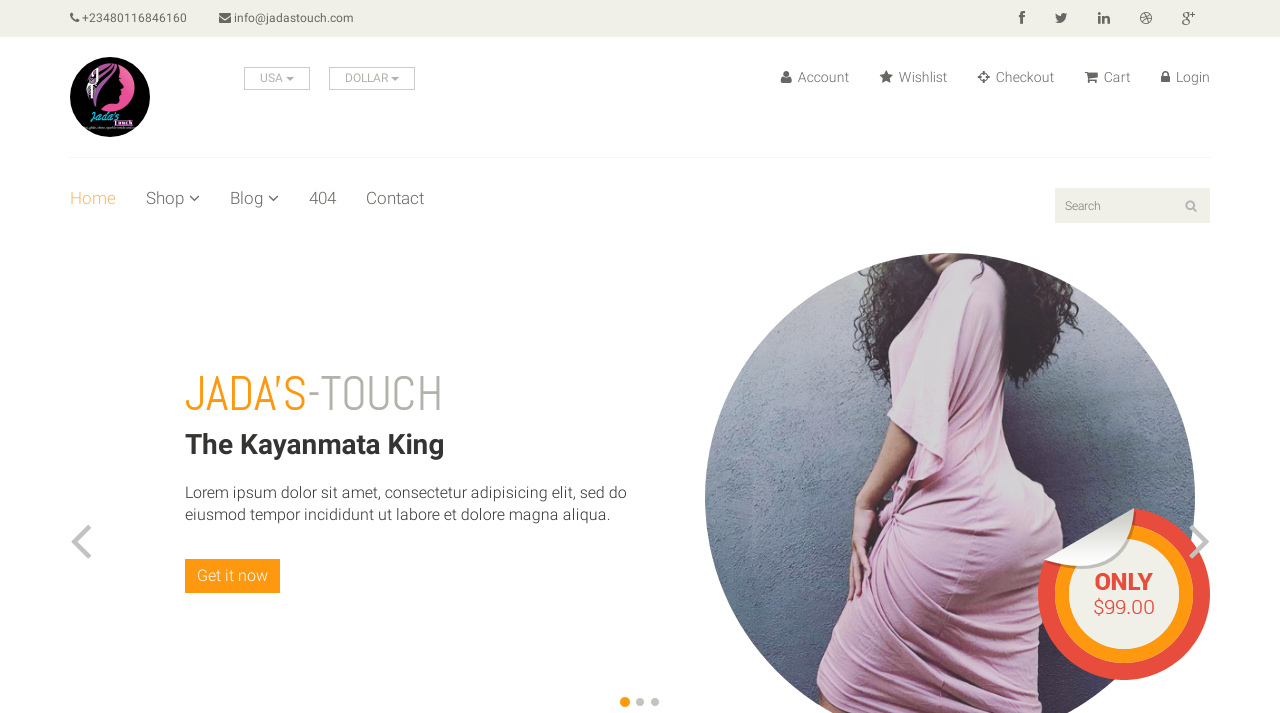 +23480116846160 info@jadastouch.com
Jada's
Touch
USA DOLLAR Account Wishlist Checkout Cart Login
Home Shop Blog 404 Contact
Search
JADA'S-TOUCH
The Kayanmata King
Lorem ipsum dolor sit amet, consectetur adipisicing elit, sed do
eiusmod tempor incididunt ut labore et dolore magna aliqua.
Get it now
ONLY
$99.00